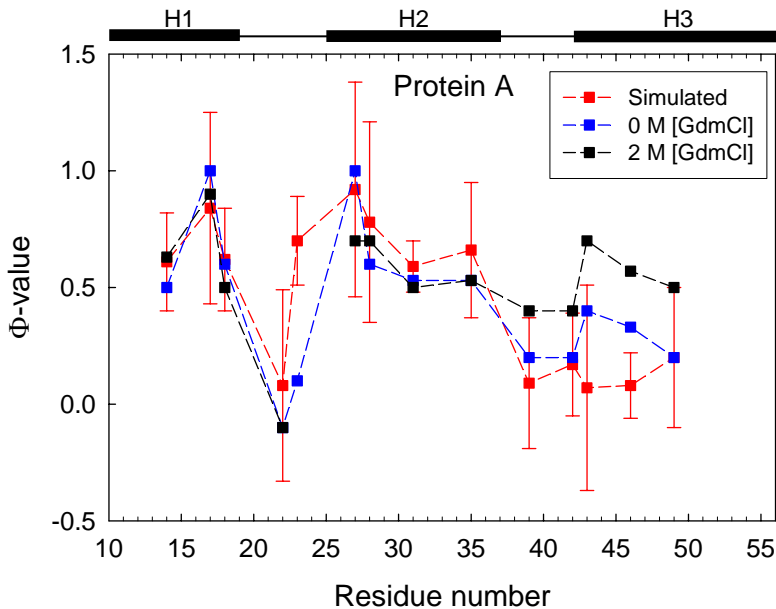 H1 H2 H3
Protein A
Simulated
0 M [GdmCl]
2 M [GdmCl]
Φ-value
1.5
1.0
0.5
0.0
-0.5
10 15 20 25 30 35 40 45 50 55
Residue number